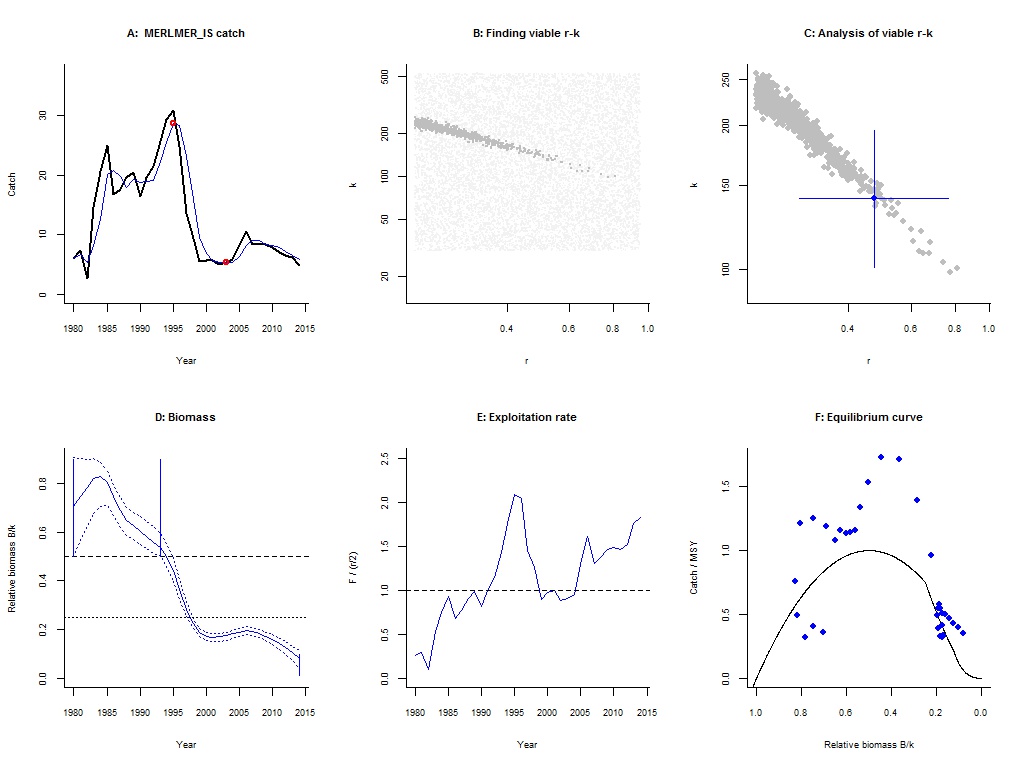 A: MERLMER_IS catch
Catch
0 10 20 30
1980 1985 1990 1995 2000 2005 2010 2015
Year
B: Finding viable r-k
k
20 50 100 200 500
0.4 0.6 0.8 1.0
r
C: Analysis of viable r-k
k
100 150 200 250
0.4 0.6 0.8 1.0
r
D: Biomass
Relative biomass B/k
0.0 0.2 0.4 0.6 0.8
1980 1985 1990 1995 2000 2005 2010 2015
Year
E: Exploitation rate
F / (r/2)
0.0 0.5 1.0 1.5 2.0 2.5
1980 1985 1990 1995 2000 2005 2010 2015
Year
F: Equilibrium curve
Catch / MSY
0.0 0.5 1.0 1.5
1.0 0.8 0.6 0.4 0.2 0.0
Relative biomass B/k